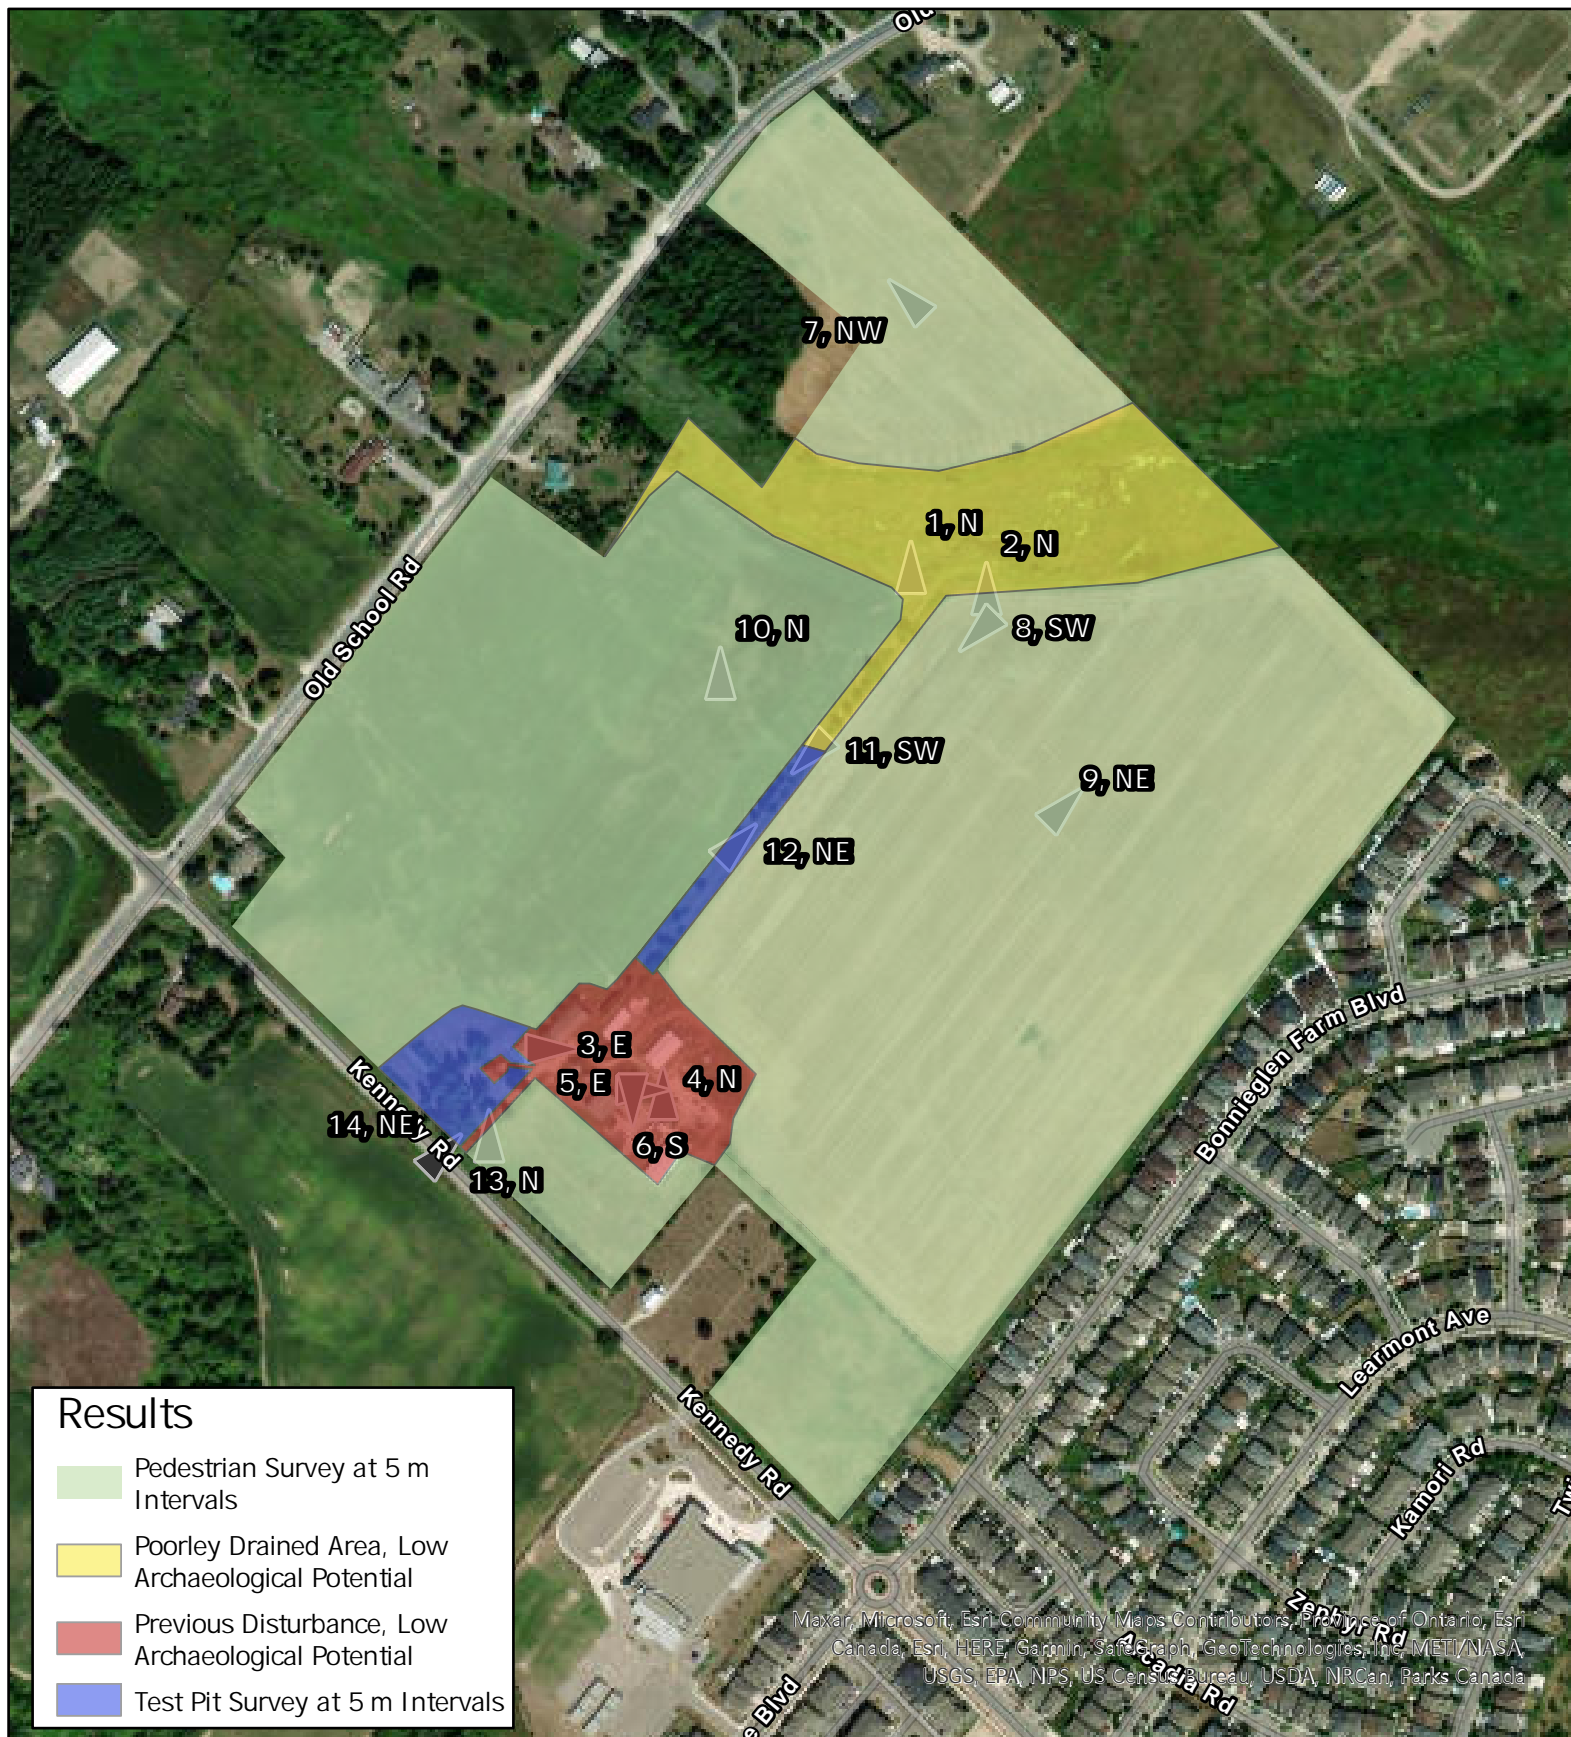 Old
7, NW
1, N
2, N
8, SW
10, N
Old School Rd
11, SW
9, NE
12, NE
Bonnieglen Farm Blvd
3, E
5, E
4, N
Kennedy Rd
14, NE
6, S
13, N
Learmont Ave
Kennedy Rd
Kamori Rd
Zephyr Rd
Arcadia Rd
e Blvd
Results
Pedestrian Survey at 5 m
Intervals
Poorley Drained Area, Low
Archaeological Potential
Previous Disturbance, Low
Archaeological Potential
Test Pit Survey at 5 m Intervals
Maxar, Microsoft, Esri Community Maps Contributors, Province of Ontario, Esri
Canada, Esri, HERE, Garmin, SafeGraph, GeoTechnologies, Inc, METI/NASA,
USGS, EPA, NPS, US Census Bureau, USDA, NRCan, Parks Canada